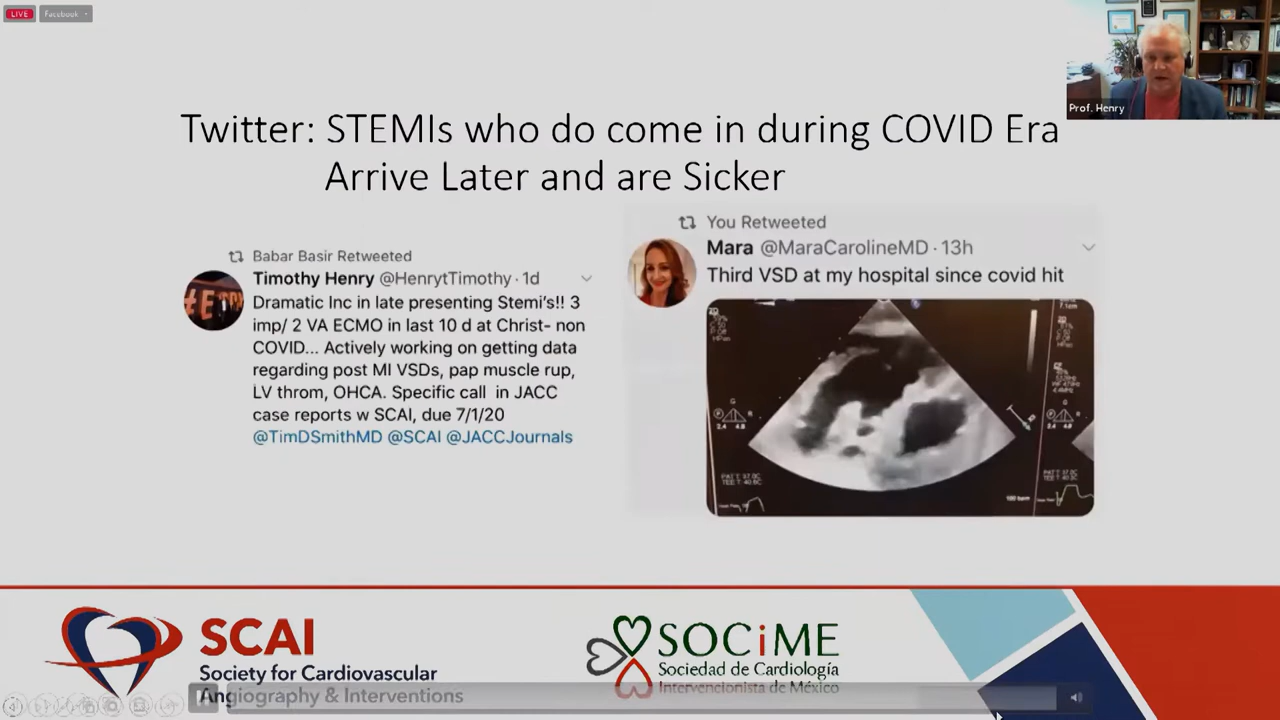 LIVE
Facebook
Prof. Henry
Twitter: STEMIs who do come in during COVID Era
Arrive Later and are Sicker
Babar Basir Retweeted
Timothy Henry @HenrytTimothy · 1d
Dramatic Inc in late presenting Stemi's!! 3
imp/ 2 VA ECMO in last 10 d at Christ- non
COVID... Actively working on getting data
regarding post MI VSDs, pap muscle rup,
LV throm, OHCA. Specific call in JACC
case reports w SCAI, due 7/1/20
@TimDSmithMD @SCAI @JACCJournals
You Retweeted
Mara @MaraCarolineMD · 13h
Third VSD at my hospital since covid hit
SCAI
Society for Cardiovascular
Angiography & Interventions
SOCiME
Sociedad de Cardiología
Intervencionista de México